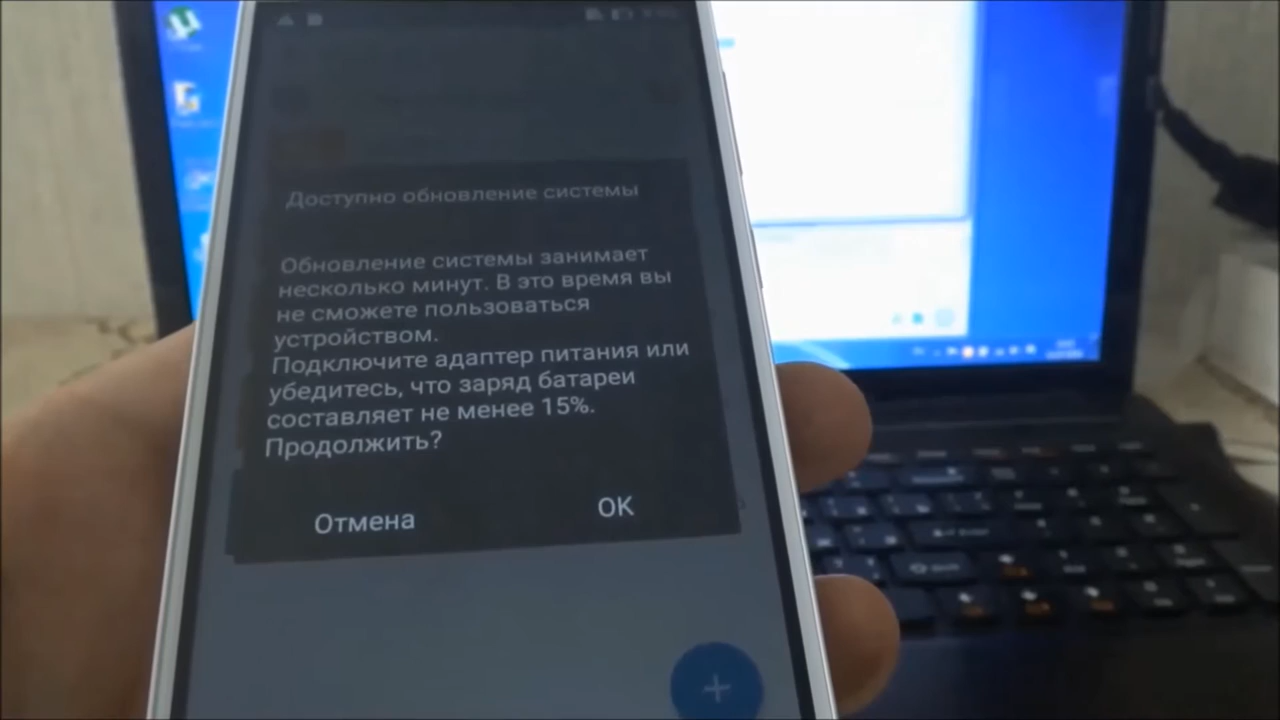 Доступно обновление системы
Обновление системы занимает
несколько минут. В это время вы
не сможете пользоваться
устройством.
Подключите адаптер питания или
убедитесь, что заряд батареи
составляет не менее 15%.
Продолжить?
Отмена
OK